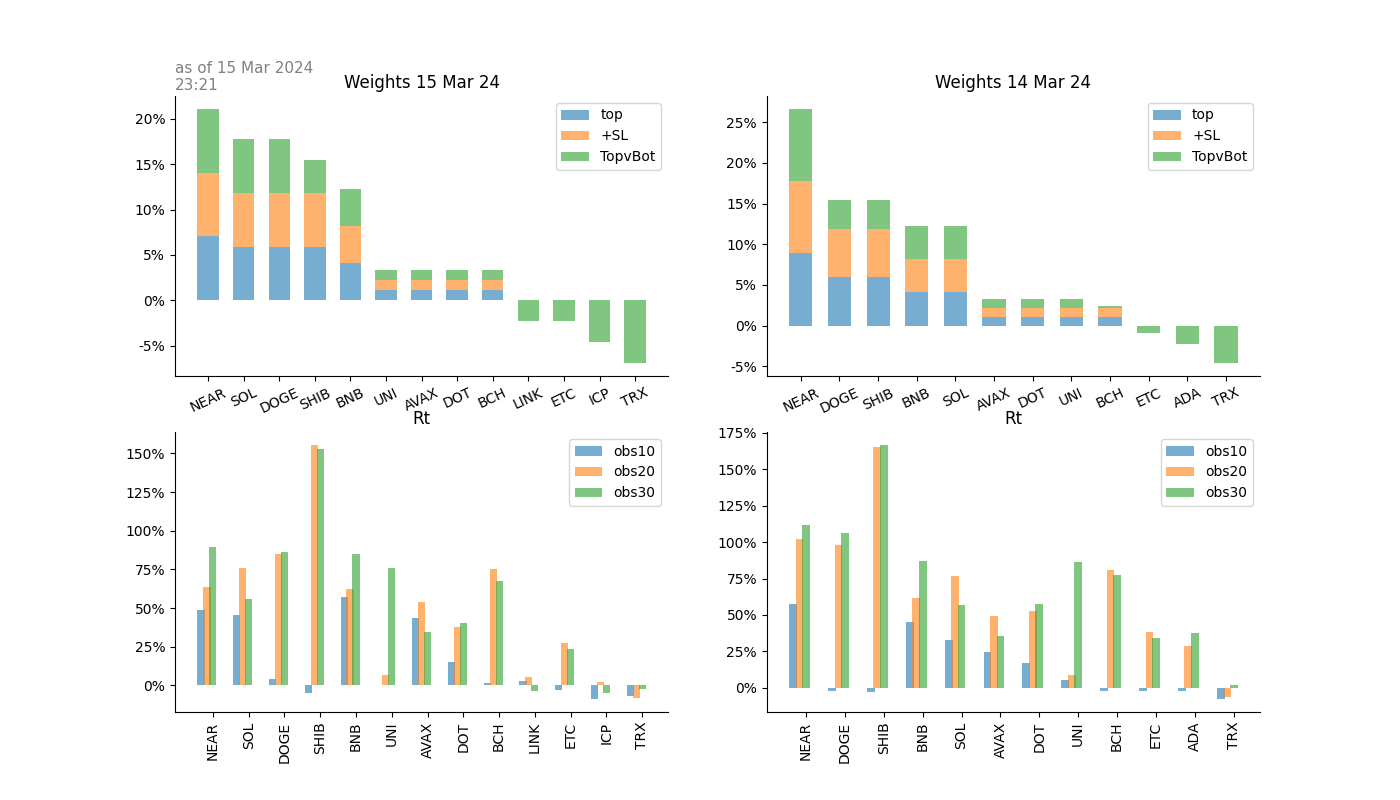 as of 15 Mar 2024
23:21
Weights 15 Mar 24
20%
15%
10%
5%
0%
-5%
top
+SL
TopvBot
NEAR SOL DOGE SHIB BNB UNI AVAX DOT BCH LINK ETC ICP TRX
Weights 14 Mar 24
25%
20%
15%
10%
5%
0%
-5%
top
+SL
TopvBot
NEAR DOGE SHIB BNB SOL AVAX DOT UNI BCH ETC ADA TRX
Rt
150%
125%
100%
75%
50%
25%
0%
obs10
obs20
obs30
NEAR SOL DOGE SHIB BNB UNI AVAX DOT BCH LINK ETC ICP TRX
Rt
175%
150%
125%
100%
75%
50%
25%
0%
obs10
obs20
obs30
NEAR DOGE SHIB BNB SOL AVAX DOT UNI BCH ETC ADA TRX